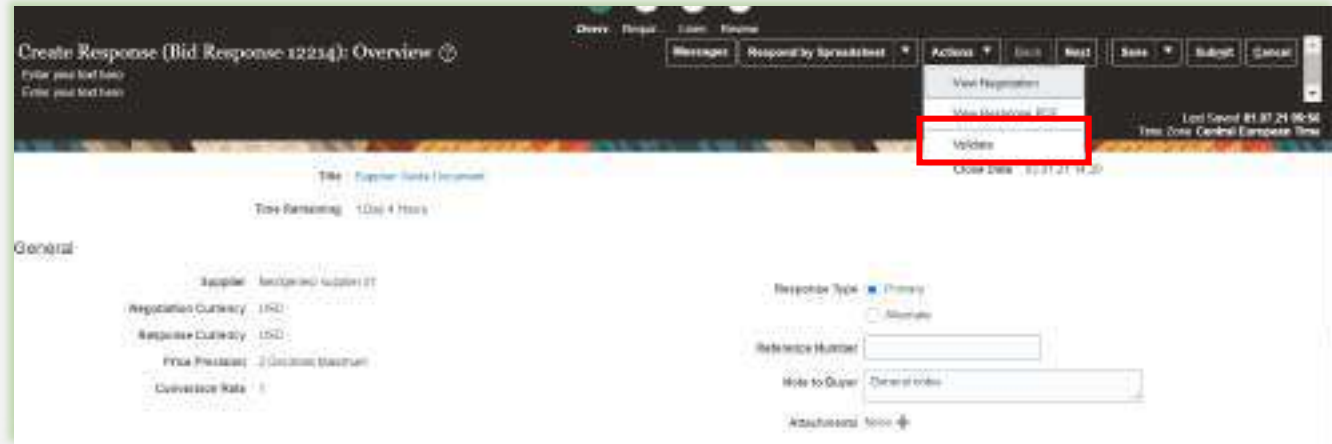 Overv Requi... Lines Review
Create Response (Bid Response 12214): Overview
Messages Respond by Spreadsheet Actions Back Next Save Submit Cancel
Enter your text here
Enter your text here
View Negotiation
View Response PDF
Validate
Last Saved
Time Zone Central European Time
Title Supplier
Close Date
Time Remaining 1 Day 4 Hours
General
Supplier
Response Type Primary
Alternate
Negotiation Currency USD
Response Currency USD
Reference Number
Price Precision 2 Decimals Maximum
Note to Buyer General notes
Conversion Rate 1
Attachments None